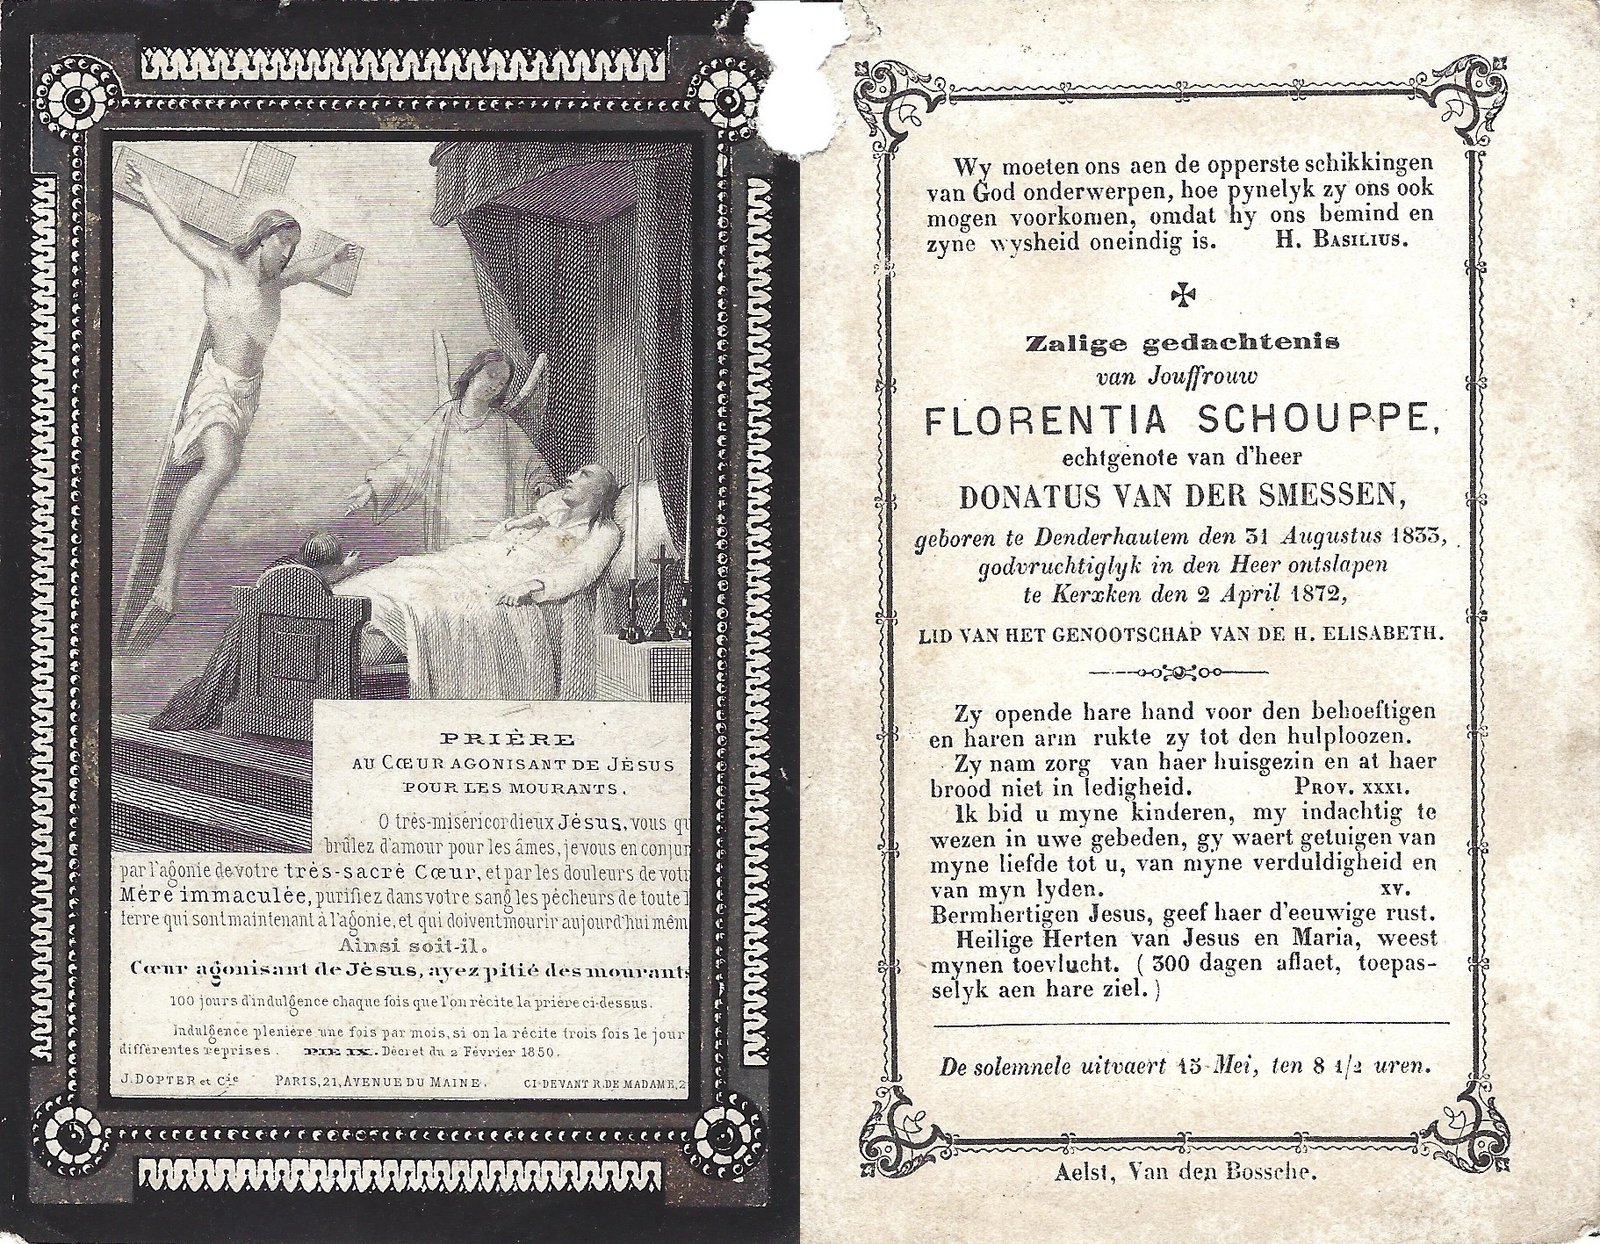 PRIÈRE
AU CŒUR AGONISANT DE JÉSUS
POUR LES MOURANTS.
O très-miséricordieux Jésus, vous qu
brûlez d'amour pour les âmes, je vous en conjur
par l'agonie de votre très-sacré Cœur, et par les douleurs de votr
Mère immaculée, purifiez dans votre sang les pécheurs de toute l
terre qui sont maintenant à l'agonie, et qui doivent mourir aujourd'hui mêm
Ainsi soit-il.
Cœur agonisant de Jésus, ayez pitié des mourants
100 jours d'indulgence chaque fois que l'on récite la prière ci-dessus.
Indulgence plenière une fois par mois, si on la récite trois fois le jour
différentes reprises. PIE IX. Décret du 2 Février 1850.
J. DOPTER et Cie PARIS, 21, AVENUE DU MAINE. CI-DEVANT R. DE MADAME, 2
Wy moeten ons aen de opperste schikkingen
van God onderwerpen, hoe pynelyk zy ons ook
mogen voorkomen, omdat hy ons bemind en
zyne wysheid oneindig is. H. BASILIUS.
Zalige gedachtenis
van Jouffrouw
FLORENTIA SCHOUPPE,
echtgenote van d'heer
DONATUS VAN DER SMESSEN,
geboren te Denderhautem den 31 Augustus 1833,
godvruchtiglyk in den Heer ontslapen
te Kerxken den 2 April 1872,
LID VAN HET GENOOTSCHAP VAN DE H. ELISABETH.
Zy opende hare hand voor den behoeftigen
en haren arm rukte zy tot den hulploozen.
Zy nam zorg van haer huisgezin en at haer
brood niet in ledigheid. PROV. XXXI.
Ik bid u myne kinderen, my indachtig te
wezen in uwe gebeden, gy waert getuigen van
myne liefde tot u, van myne verduldigheid en
van myn lyden. XV.
Bermhertigen Jesus, geef haer d'eeuwige rust.
Heilige Herten van Jesus en Maria, weest
mynen toevlucht. (300 dagen aflaet, toepas-
selyk aen hare ziel.)
De solemnele uitvaert 15 Mei, ten 8 1/2 uren.
Aelst, Van den Bossche.